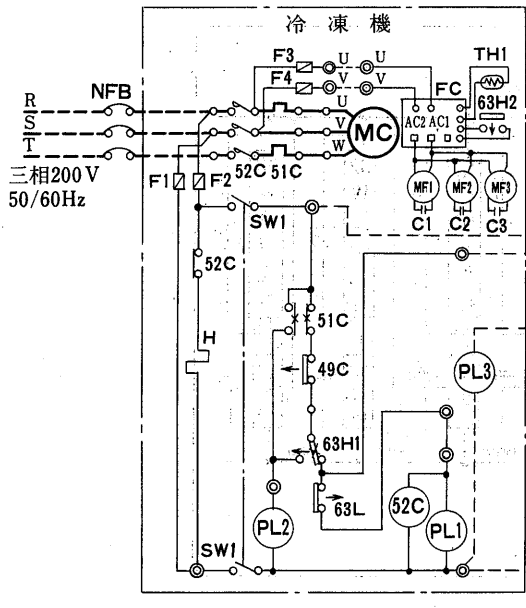 冷凍機
F3 U U TH1
F4 V V FC 63H2
NFB
R U AC2 AC1
S V MC
T W
三相200V F1 F2 52C 51C MF1 MF2 MF3
50/60Hz
C1 C2 C3
SW1
52C
51C
H 49C PL3
63H1
52C
PL2 63L PL1
SW1